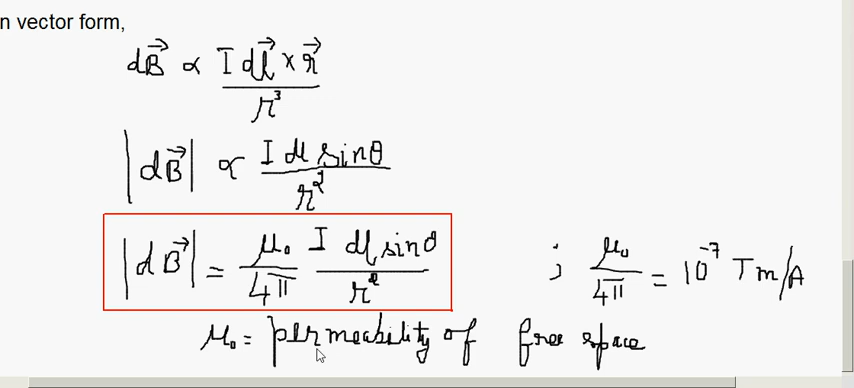 n vector form,
dB⃗ ∝ I dl⃗ × r⃗ / r³
|dB⃗| ∝ I dl sinθ / r²
|dB⃗| = μ₀/4π I dl sinθ / r² ; μ₀/4π = 10⁻⁷ Tm/A
μ₀ = permeability of free space